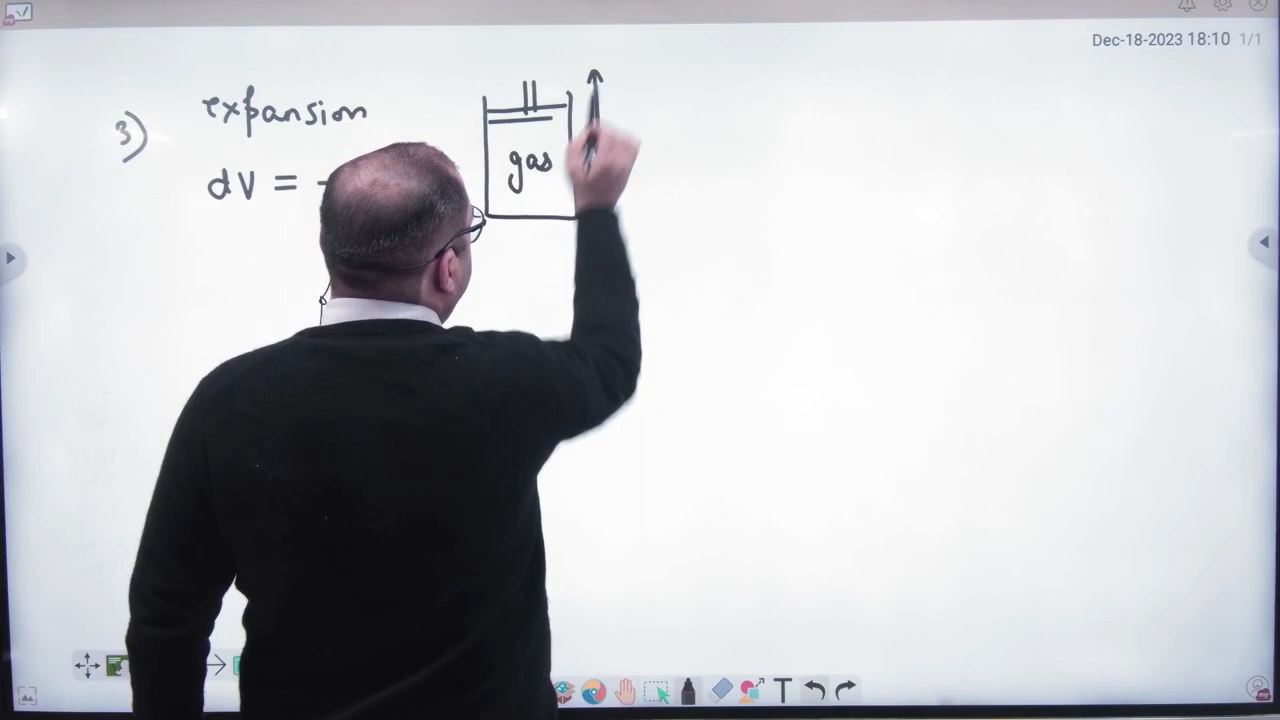 Dec-18-2023 18:10 1/1
3) expansion
dV = -
gas
T